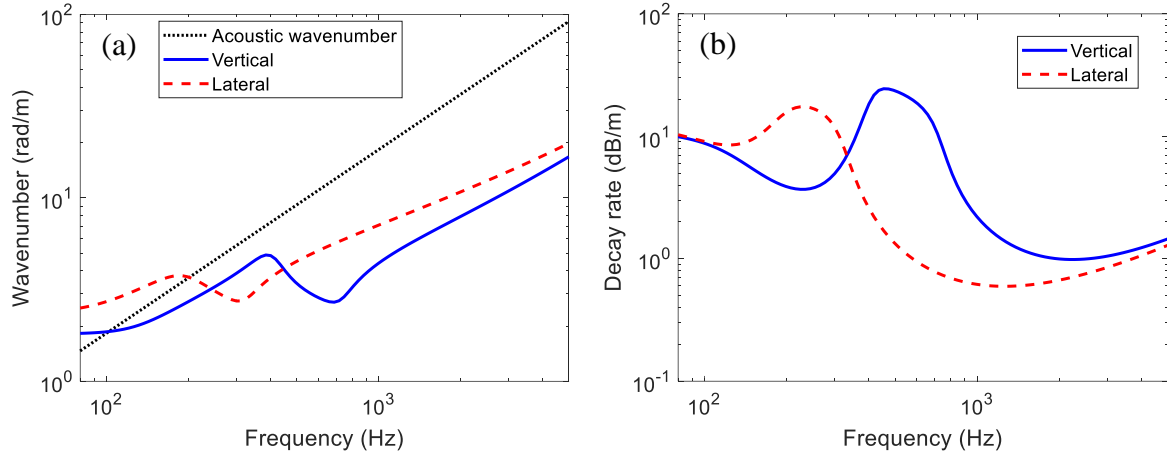 (a)
Acoustic wavenumber
Vertical
Lateral
Wavenumber (rad/m)
10^2
10^1
10^0
10^2
10^3
Frequency (Hz)
(b)
Vertical
Lateral
Decay rate (dB/m)
10^2
10^1
10^0
10^-1
10^2
10^3
Frequency (Hz)